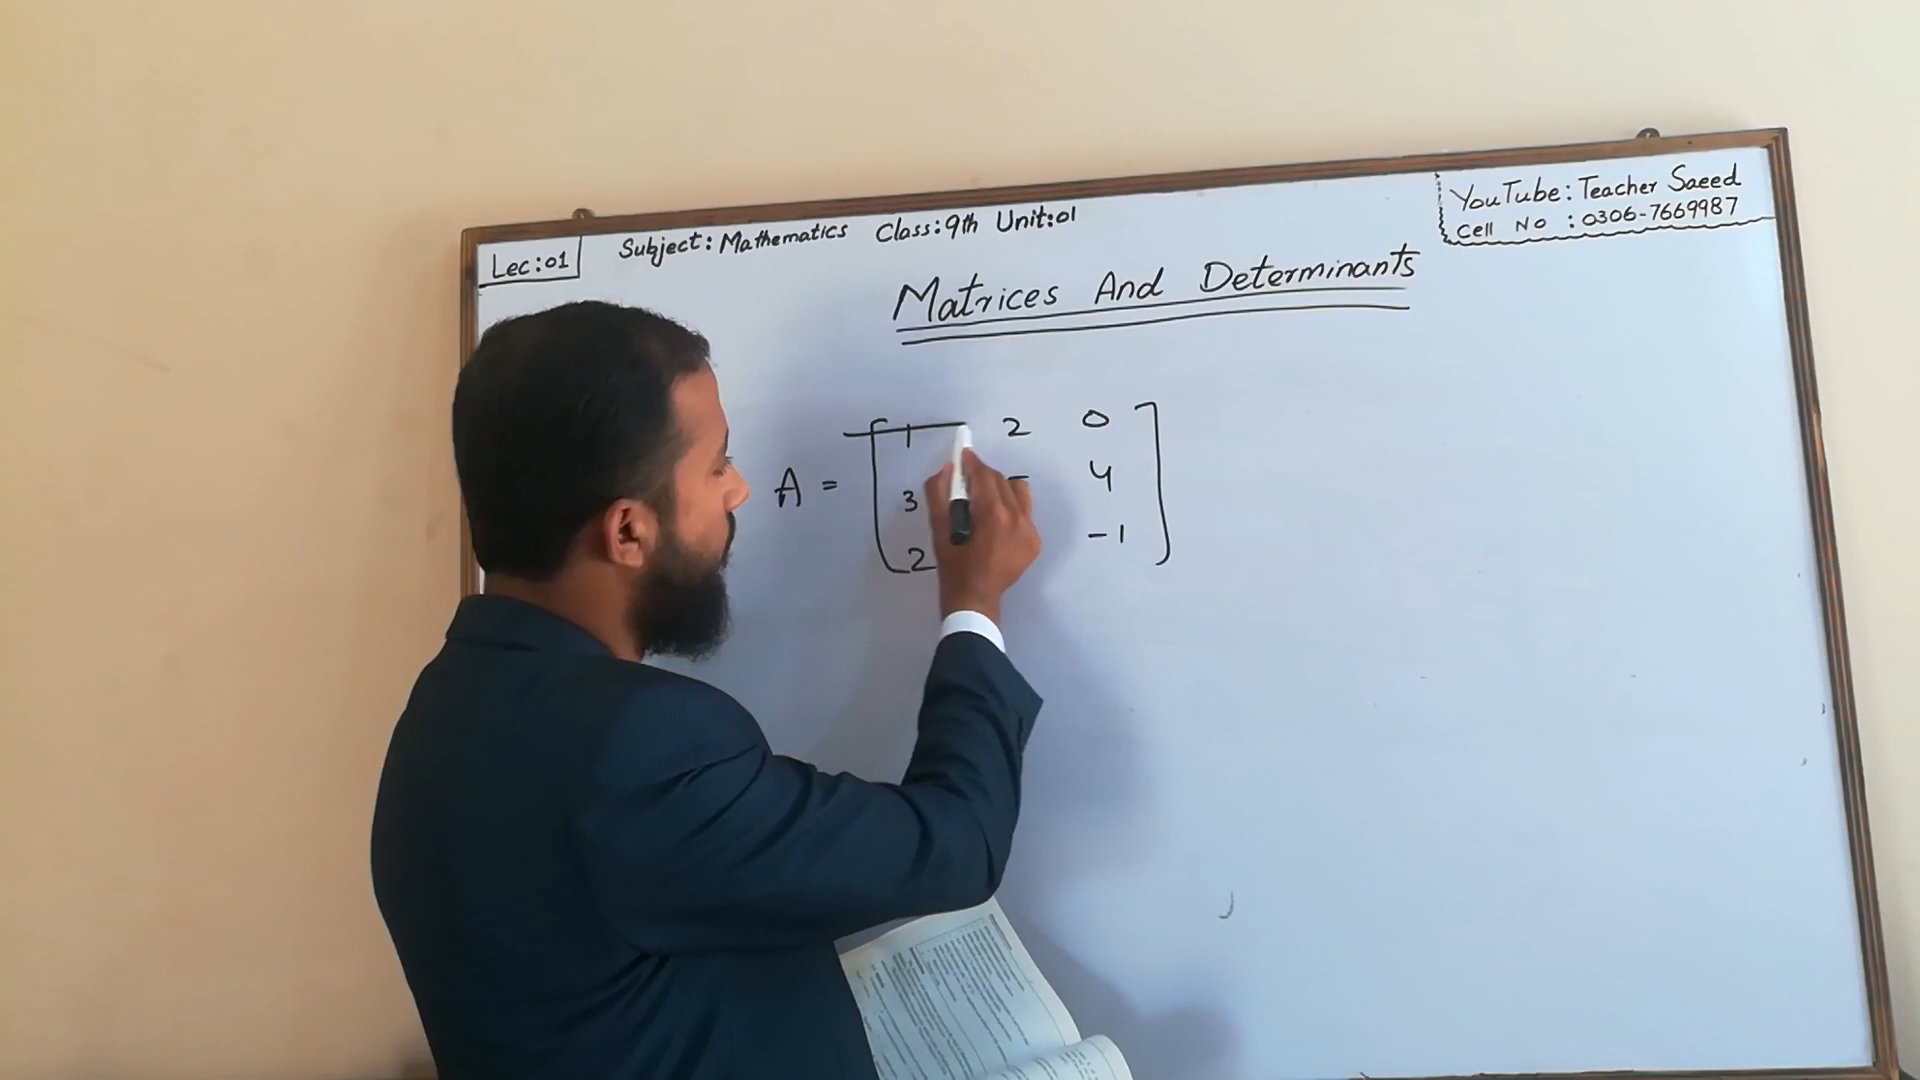 Lec:01
Subject: Mathematics Class:9th Unit:01
YouTube: Teacher Saeed
Cell No : 0306-7669987
Matrices And Determinants
A =
1 2 0
3 4
2 -1